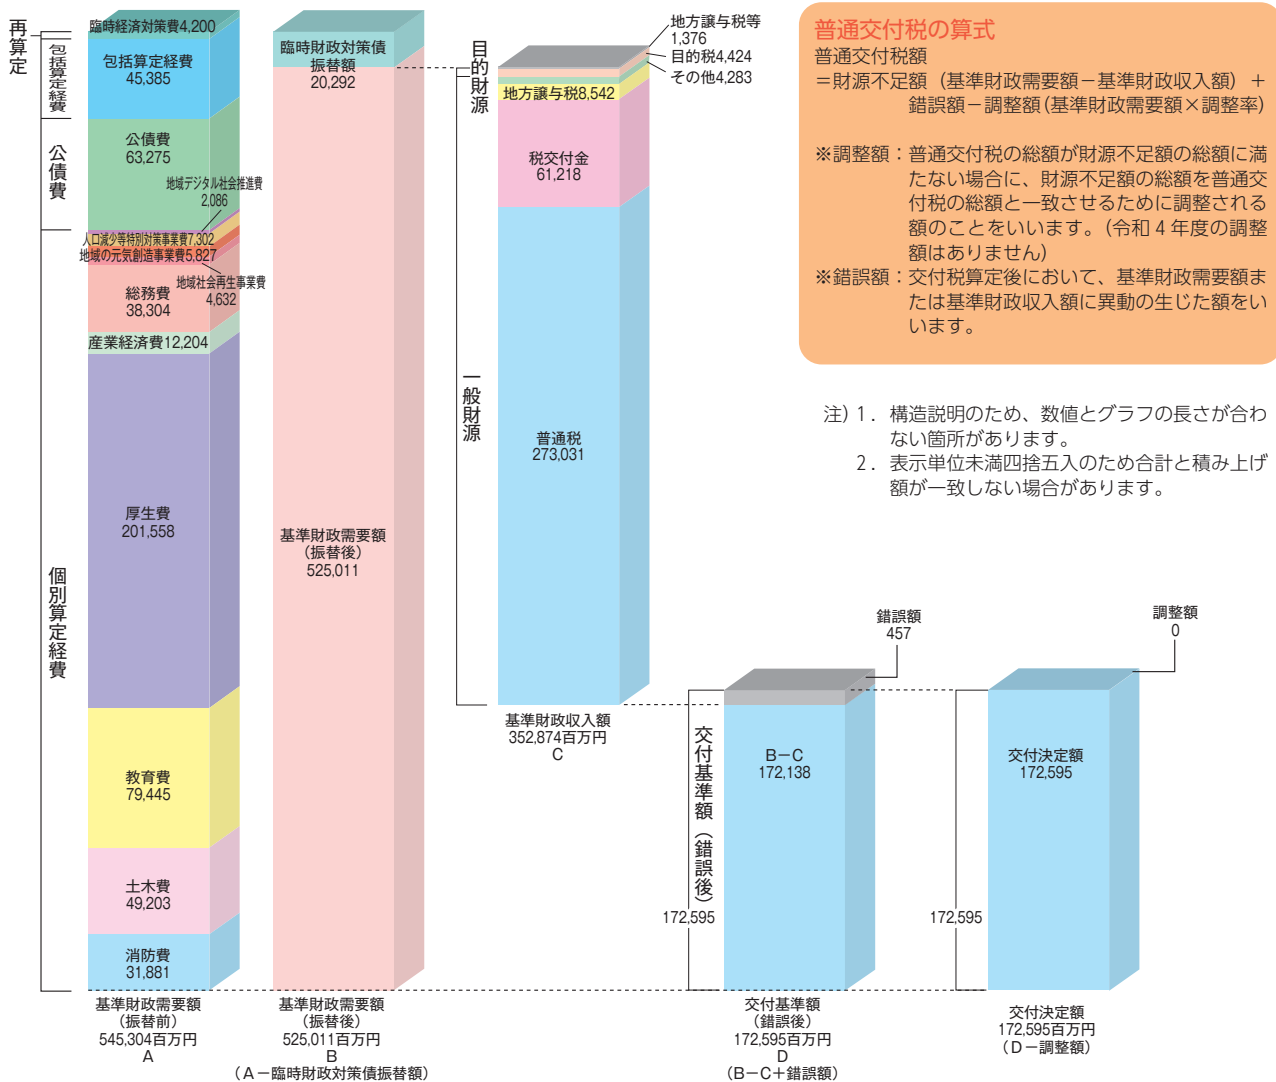 再算定
包括算定経費
公債費
個別算定経費
臨時経済対策費4,200
包括算定経費
45,385
公債費
63,275
地域デジタル社会推進費
2,086
人口減少等特別対策事業費7,302
地域の元気創造事業費5,827
地域社会再生事業費
4,632
総務費
38,304
産業経済費12,204
厚生費
201,558
教育費
79,445
土木費
49,203
消防費
31,881
基準財政需要額
（振替前）
545,304百万円
A
臨時財政対策債
振替額
20,292
基準財政需要額
（振替後）
525,011
基準財政需要額
（振替後）
525,011百万円
B
（A－臨時財政対策債振替額）
目的財源
一般財源
地方譲与税等
1,376
目的税4,424
その他4,283
地方譲与税8,542
税交付金
61,218
普通税
273,031
基準財政収入額
352,874百万円
C
錯誤額
457
交付基準額（錯誤後）
172,595
B－C
172,138
交付基準額
（錯誤後）
172,595百万円
D
（B－C＋錯誤額）
調整額
0
172,595
交付決定額
172,595
交付決定額
172,595百万円
（D－調整額）
普通交付税の算式
普通交付税額
＝財源不足額（基準財政需要額－基準財政収入額）＋
錯誤額－調整額（基準財政需要額×調整率）
※調整額：普通交付税の総額が財源不足額の総額に満
たない場合に、財源不足額の総額を普通交
付税の総額と一致させるために調整される
額のことをいいます。（令和4年度の調整
額はありません）
※錯誤額：交付税算定後において、基準財政需要額ま
たは基準財政収入額に異動の生じた額をい
います。
注）1．構造説明のため、数値とグラフの長さが合わ
ない箇所があります。
2．表示単位未満四捨五入のため合計と積み上げ
額が一致しない場合があります。